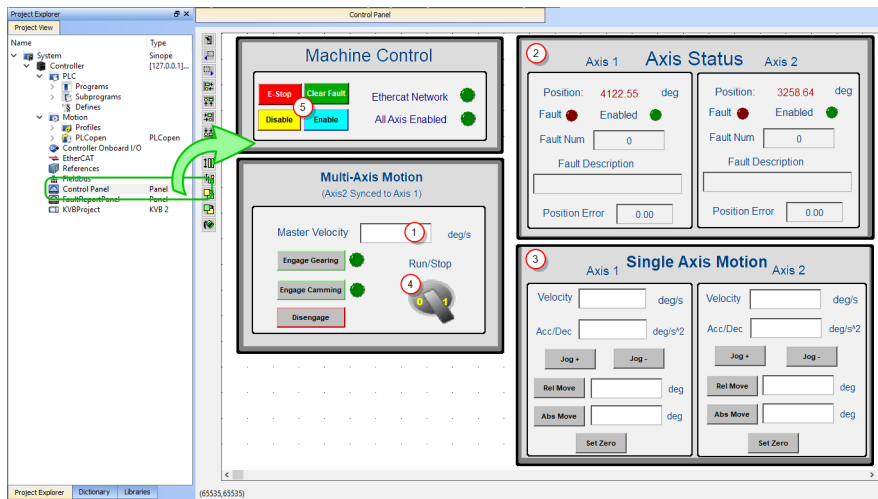 Project Explorer
Project View
Name Type
System Sinope
Controller [127.0.0.1]...
PLC
Programs
Subprograms
Defines
Motion
Profiles
PLCopen PLCopen
Controller Onboard I/O
EtherCAT
References
Fieldbus
Control Panel Panel
FaultReportPanel Panel
KVBProject KVB 2
Project Explorer Dictionary Libraries
Control Panel
Machine Control
E-Stop Clear Fault
5
Disable Enable
Ethercat Network
All Axis Enabled
Multi-Axis Motion
(Axis2 Synced to Axis 1)
Master Velocity 1 deg/s
Engage Gearing Run/Stop
Engage Camming 4
0 1
Disengage
2
Axis 1 Axis Status Axis 2
Position: 4122.55 deg
Fault Enabled
Fault Num 0
Fault Description
Position Error 0.00
Position: 3258.64 deg
Fault Enabled
Fault Num 0
Fault Description
Position Error 0.00
3
Axis 1 Single Axis Motion Axis 2
Velocity deg/s
Acc/Dec deg/s^2
Jog + Jog -
Rel Move deg
Abs Move deg
Set Zero
Velocity deg/s
Acc/Dec deg/s^2
Jog + Jog -
Rel Move deg
Abs Move deg
Set Zero
(65535,65535)